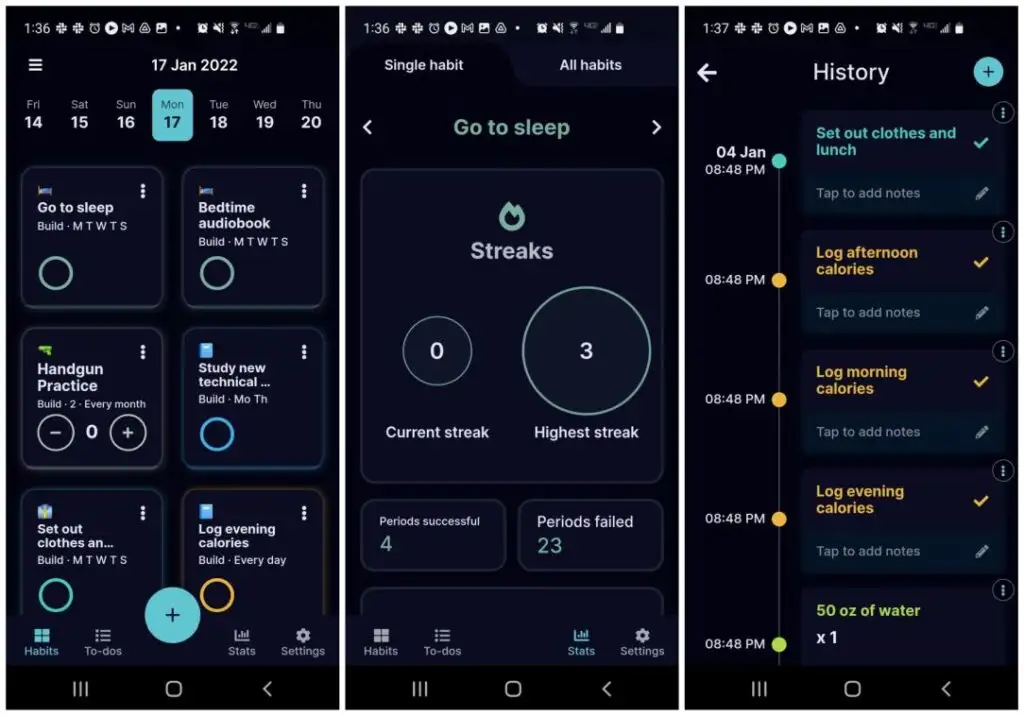 1:36
17 Jan 2022
Fri Sat Sun Mon Tue Wed Thu
14 15 16 17 18 19 20
Go to sleep
Build · M T W T S
Bedtime
audiobook
Build · M T W T S
Handgun
Practice
Build · 2 · Every month
− 0 +
Study new
technical ...
Build · Mo Th
Set out
clothes an...
Build · M T W T S
Log evening
calories
Build · Every day
+
Habits To-dos Stats Settings
1:36
Single habit All habits
Go to sleep
Streaks
0 3
Current streak Highest streak
Periods successful
4
Periods failed
23
Habits To-dos Stats Settings
1:37
History +
04 Jan
08:48 PM
Set out clothes and
lunch
Tap to add notes
08:48 PM
Log afternoon
calories
Tap to add notes
08:48 PM
Log morning
calories
Tap to add notes
08:48 PM
Log evening
calories
Tap to add notes
08:48 PM
50 oz of water
x 1